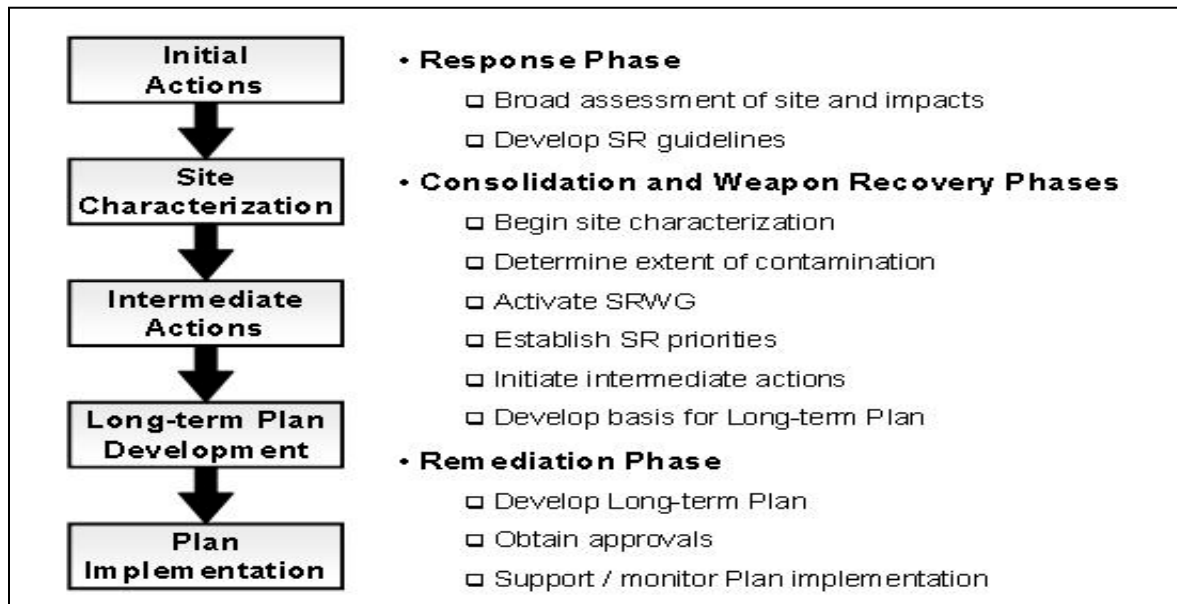 Initial
Actions
Site
Characterization
Intermediate
Actions
Long-term Plan
Development
Plan
Implementation
• Response Phase
❑ Broad assessment of site and impacts
❑ Develop SR guidelines
• Consolidation and Weapon Recovery Phases
❑ Begin site characterization
❑ Determine extent of contamination
❑ Activate SRWG
❑ Establish SR priorities
❑ Initiate intermediate actions
❑ Develop basis for Long-term Plan
• Remediation Phase
❑ Develop Long-term Plan
❑ Obtain approvals
❑ Support / monitor Plan implementation